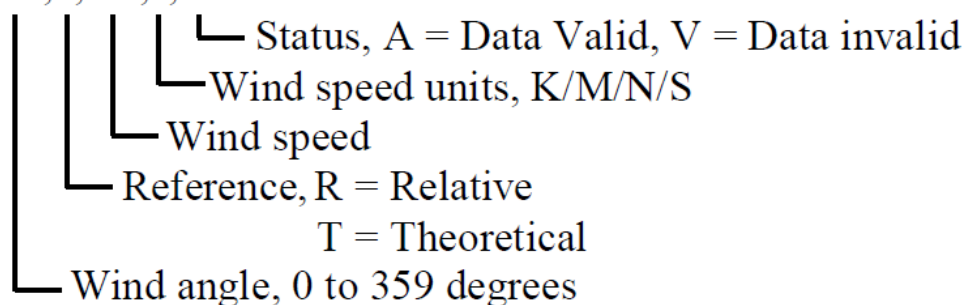 Status, A = Data Valid, V = Data invalid
Wind speed units, K/M/N/S
Wind speed
Reference, R = Relative
T = Theoretical
Wind angle, 0 to 359 degrees